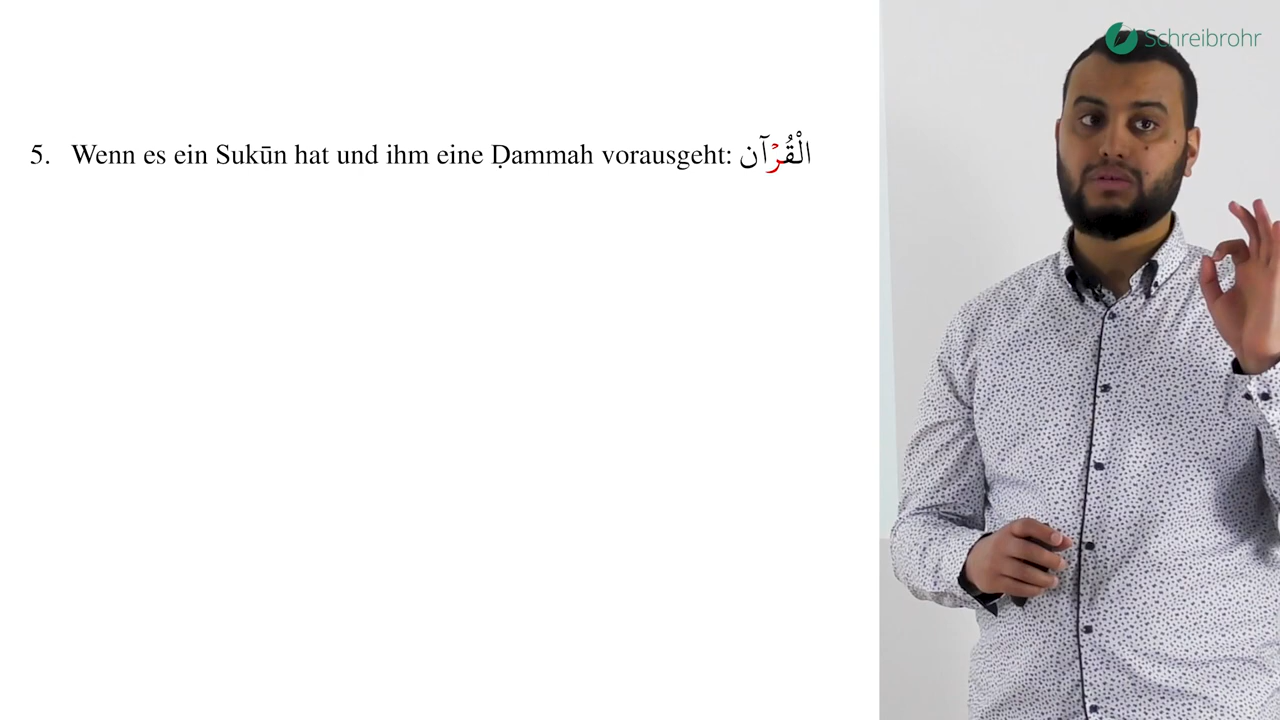 Schreibrohr
5. Wenn es ein Sukūn hat und ihm eine Ḍammah vorausgeht: الْقُرْآن